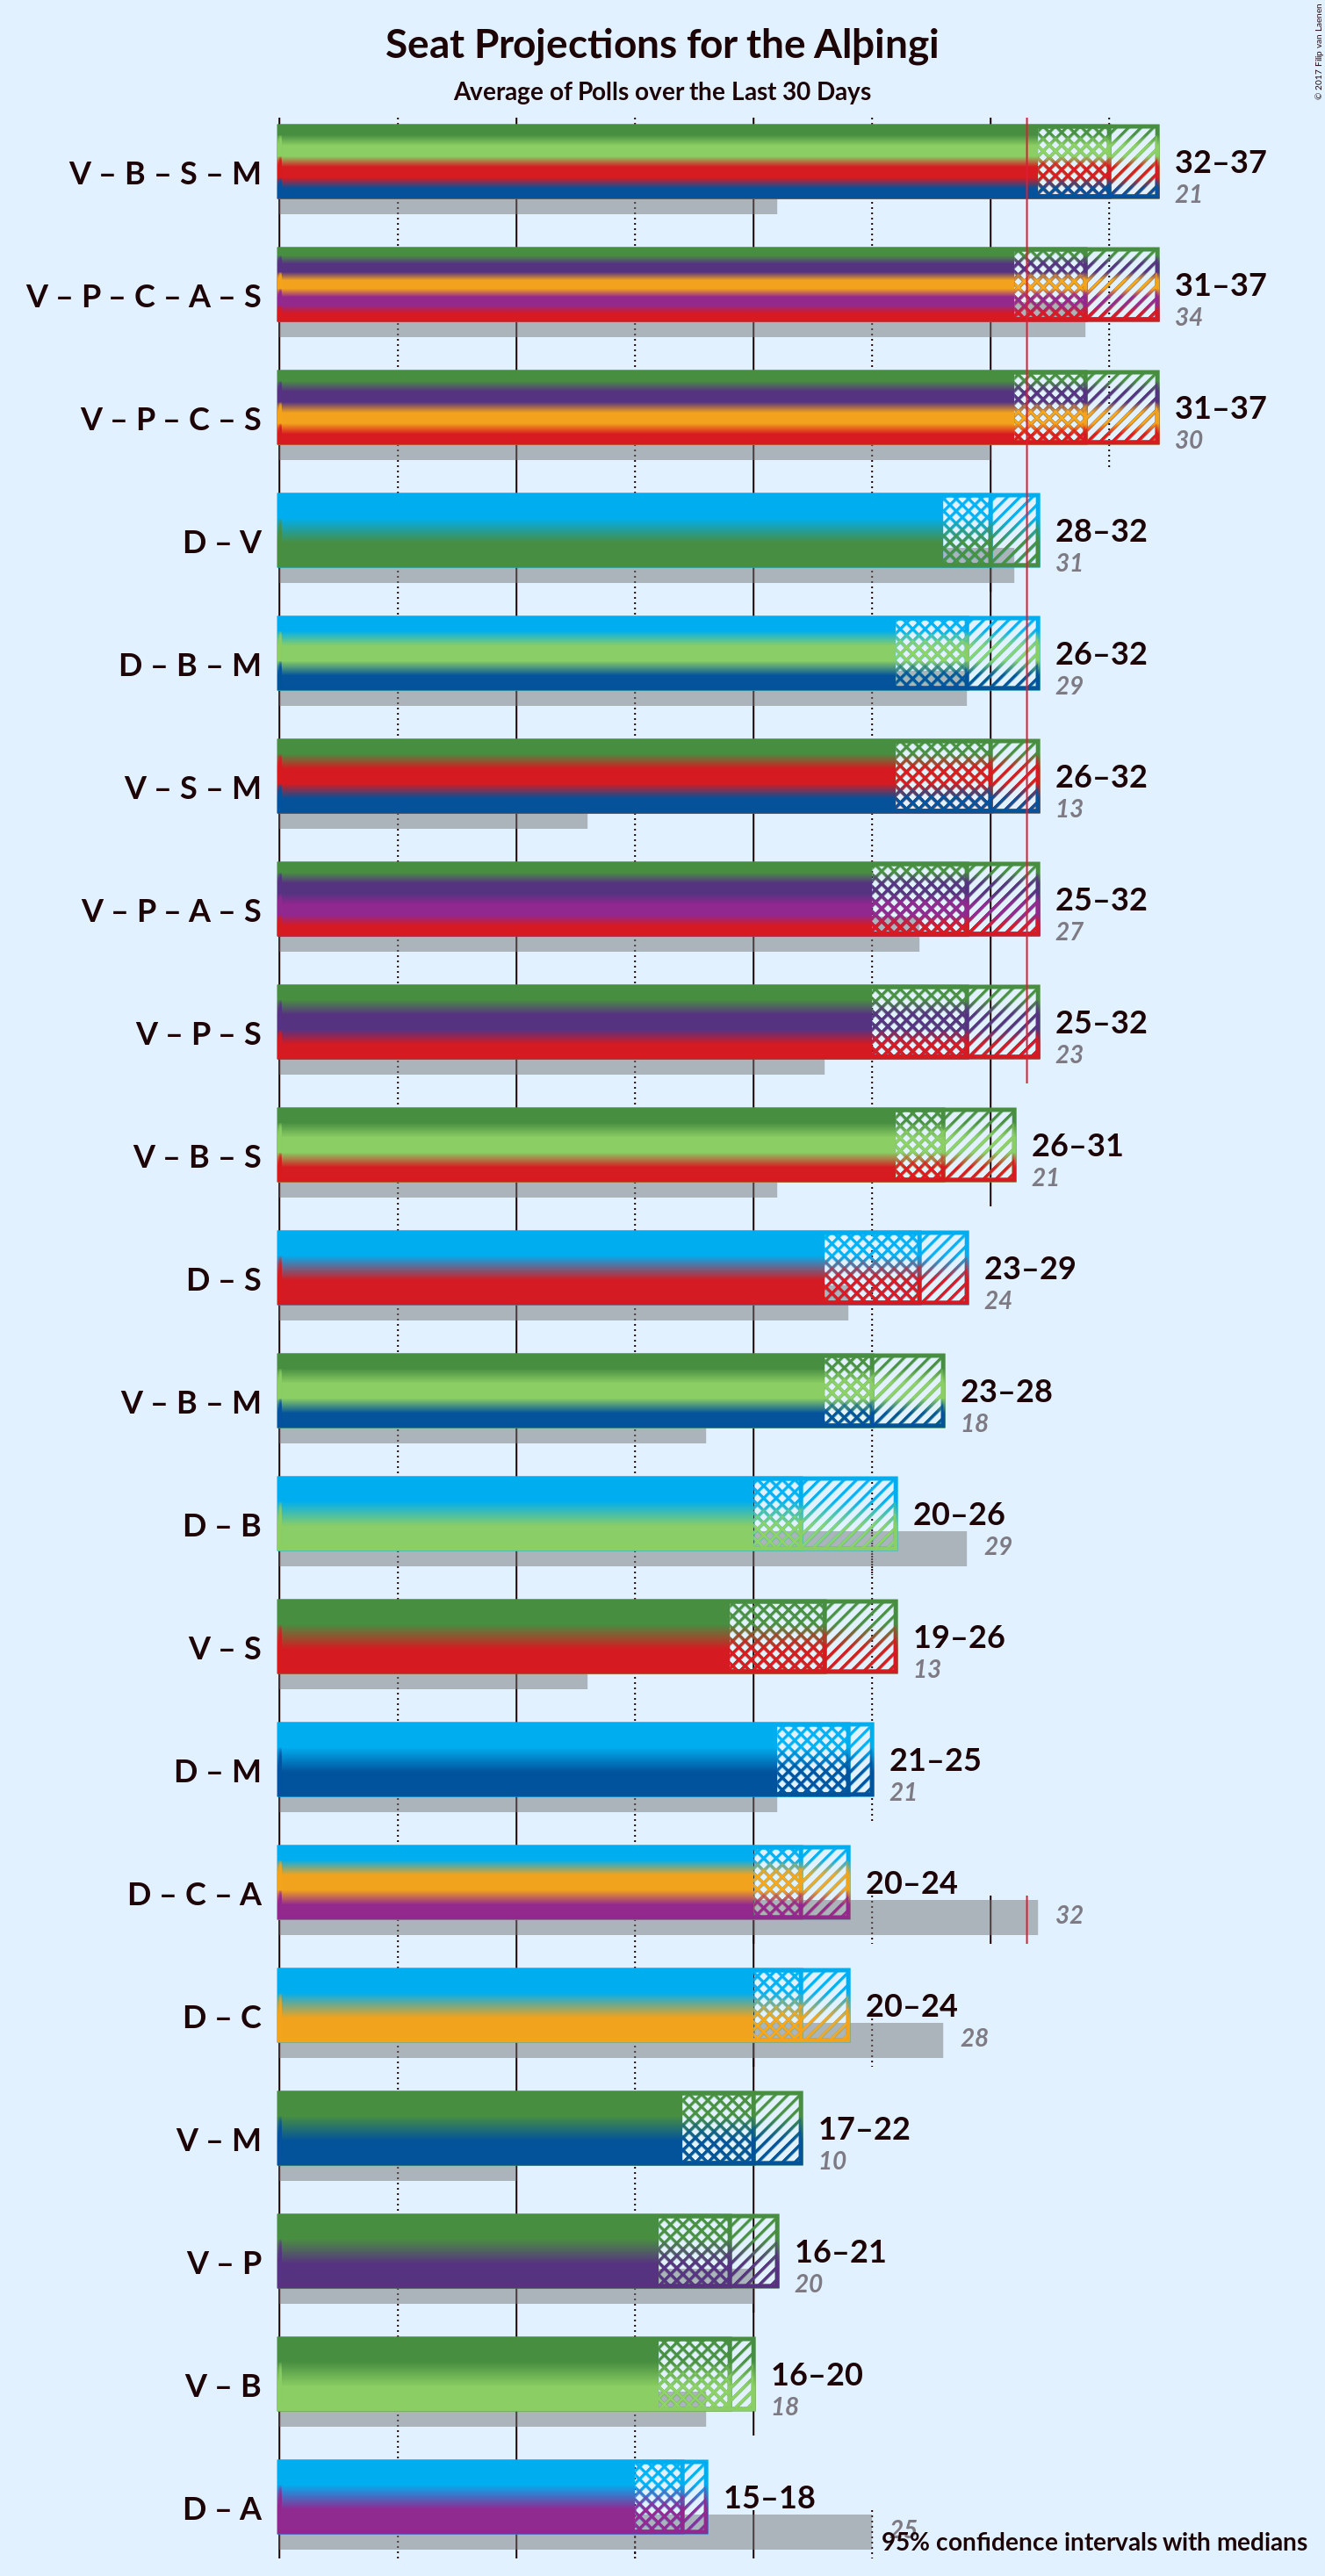 © 2017 Filip van Laenen
Seat Projections for the Alþingi
Average of Polls over the Last 30 Days
V – B – S – M
32–37
21
V – P – C – A – S
31–37
34
V – P – C – S
31–37
30
D – V
28–32
31
D – B – M
26–32
29
V – S – M
26–32
13
V – P – A – S
25–32
27
V – P – S
25–32
23
V – B – S
26–31
21
D – S
23–29
24
V – B – M
23–28
18
D – B
20–26
29
V – S
19–26
13
D – M
21–25
21
D – C – A
20–24
32
D – C
20–24
28
V – M
17–22
10
V – P
16–21
20
V – B
16–20
18
D – A
15–18
25
95% confidence intervals with medians